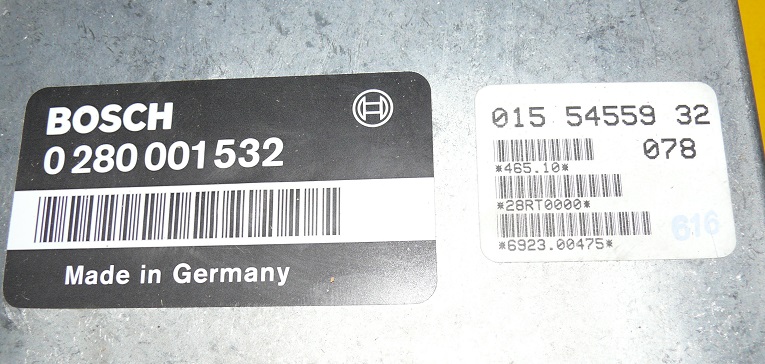 BOSCH
0 280 001 532
Made in Germany
015 54559 32
078
*465.10*
*28RT0000*
*6923.00475*
616